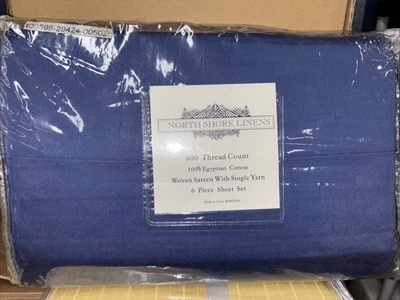 NORTH SHORE LINENS
600 Thread Count
100% Egyptian Cotton
Woven Sateen With Single Yarn
6 Piece Sheet Set